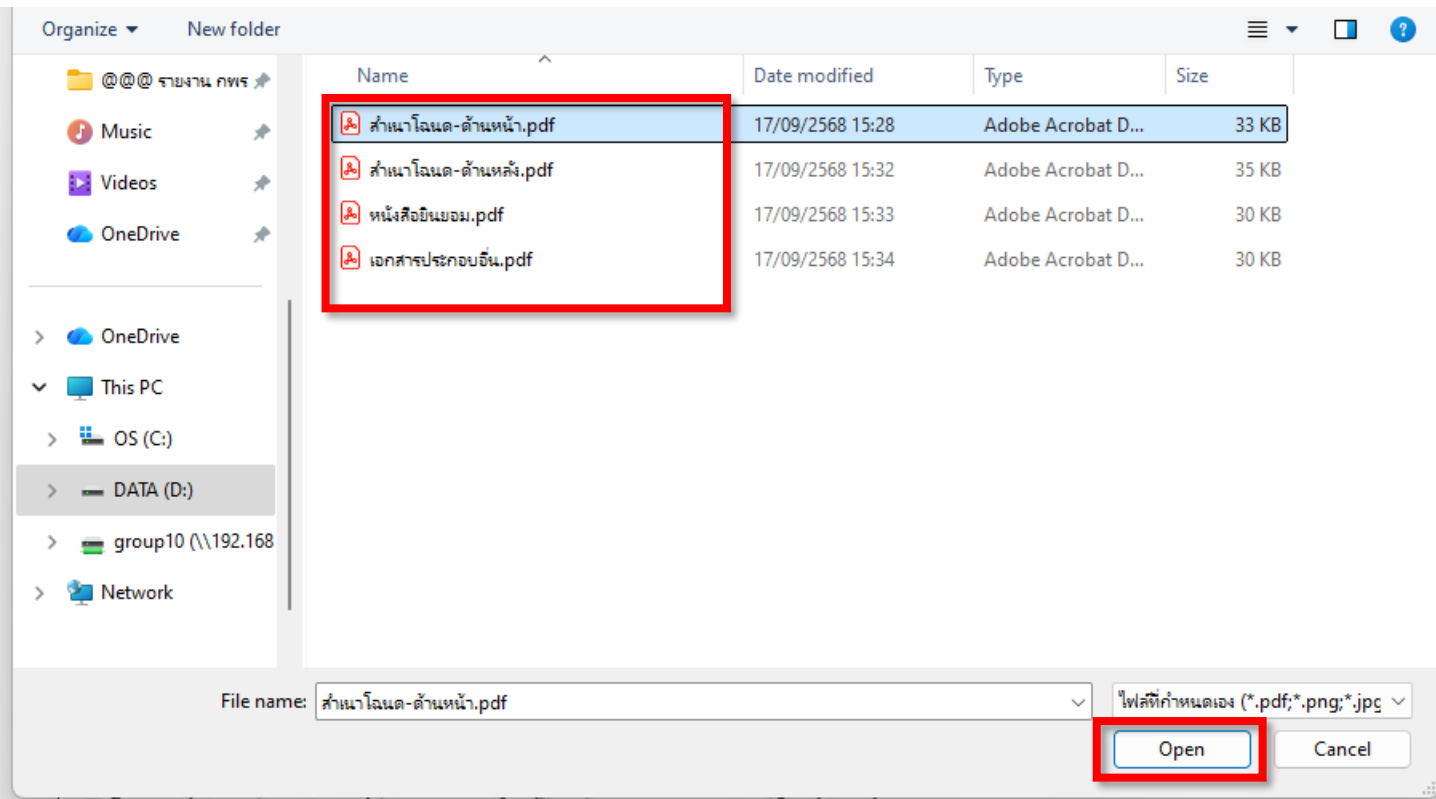 Organize New folder
@@@ รายงาน กพร
Music
Videos
OneDrive
OneDrive
This PC
OS (C:)
DATA (D:)
group10 (\\192.168
Network
Name Date modified Type Size
สำเนาโฉนด-ด้านหน้า.pdf 17/09/2568 15:28 Adobe Acrobat D... 33 KB
สำเนาโฉนด-ด้านหลัง.pdf 17/09/2568 15:32 Adobe Acrobat D... 35 KB
หนังสือยินยอม.pdf 17/09/2568 15:33 Adobe Acrobat D... 30 KB
เอกสารประกอบอื่น.pdf 17/09/2568 15:34 Adobe Acrobat D... 30 KB
File name: สำเนาโฉนด-ด้านหน้า.pdf ไฟล์ที่กำหนดเอง (*.pdf;*.png;*.jpg
Open Cancel